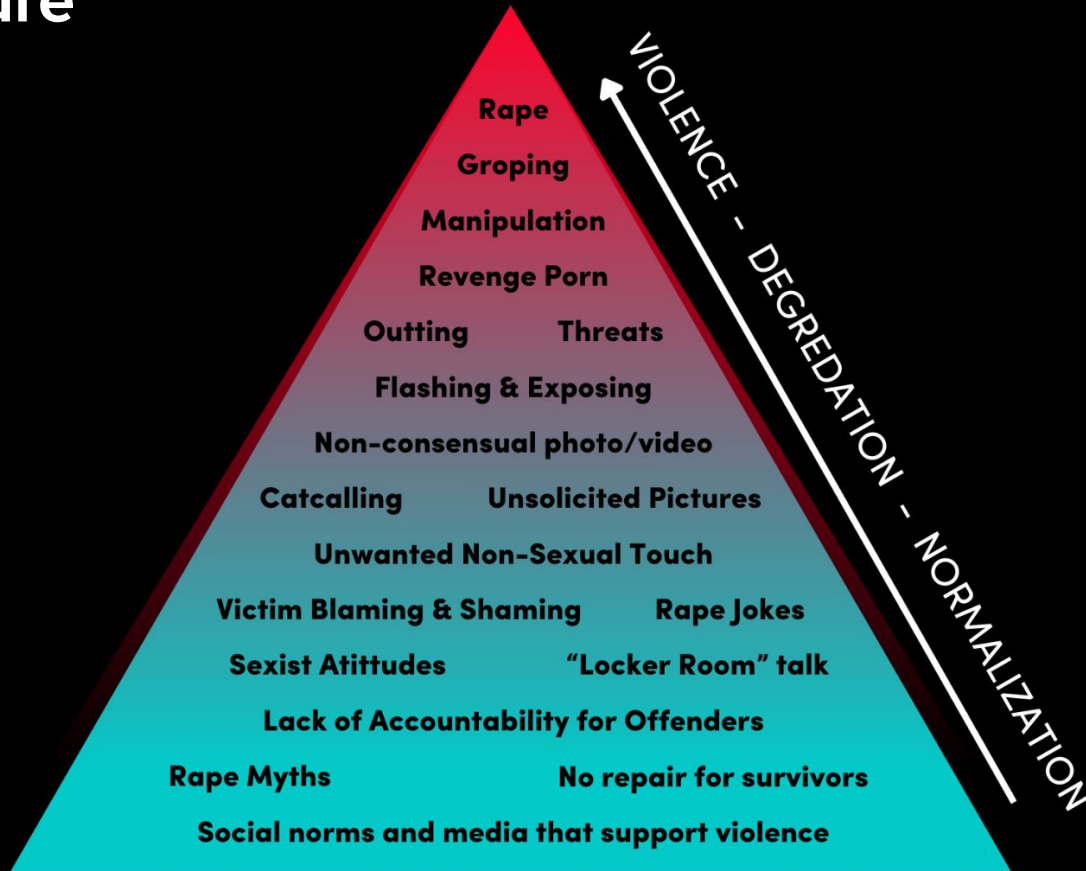 Rape
Groping
Manipulation
Revenge Porn
Outting Threats
Flashing & Exposing
Non-consensual photo/video
Catcalling Unsolicited Pictures
Unwanted Non-Sexual Touch
Victim Blaming & Shaming Rape Jokes
Sexist Atittudes “Locker Room” talk
Lack of Accountability for Offenders
Rape Myths No repair for survivors
Social norms and media that support violence
VIOLENCE - DEGREDATION - NORMALIZATION